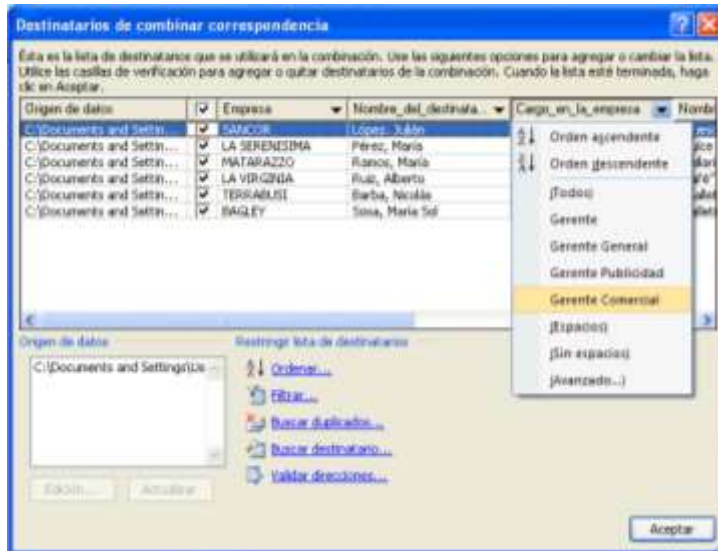 Destinatarios de combinar correspondencia
Ésta es la lista de destinatarios que se utilizará en la combinación. Use las siguientes opciones para agregar o cambiar la lista.
Utilice las casillas de verificación para agregar o quitar destinatarios de la combinación. Cuando la lista esté terminada, haga
clic en Aceptar.
Origen de datos Empresa Nombre_del_destinata... Cargo_en_la_empresa Nombr
C:\Documents and Settin... SANCOR López, Julián
C:\Documents and Settin... LA SERENISIMA Pérez, María
C:\Documents and Settin... MATARAZZO Ramos, María
C:\Documents and Settin... LA VIRGINIA Ruiz, Alberto
C:\Documents and Settin... TERRABUSI Barba, Nicolás
C:\Documents and Settin... BAGLEY Sosa, María Sol
Orden ascendente
Orden descendente
(Todos)
Gerente
Gerente General
Gerente Publicidad
Gerente Comercial
(Espacios)
(Sin espacios)
(Avanzado...)
Origen de datos
C:\Documents and Settings\Us
Edición... Actualizar
Restringir lista de destinatarios
Ordenar...
Filtrar...
Buscar duplicados...
Buscar destinatario...
Validar direcciones...
Aceptar